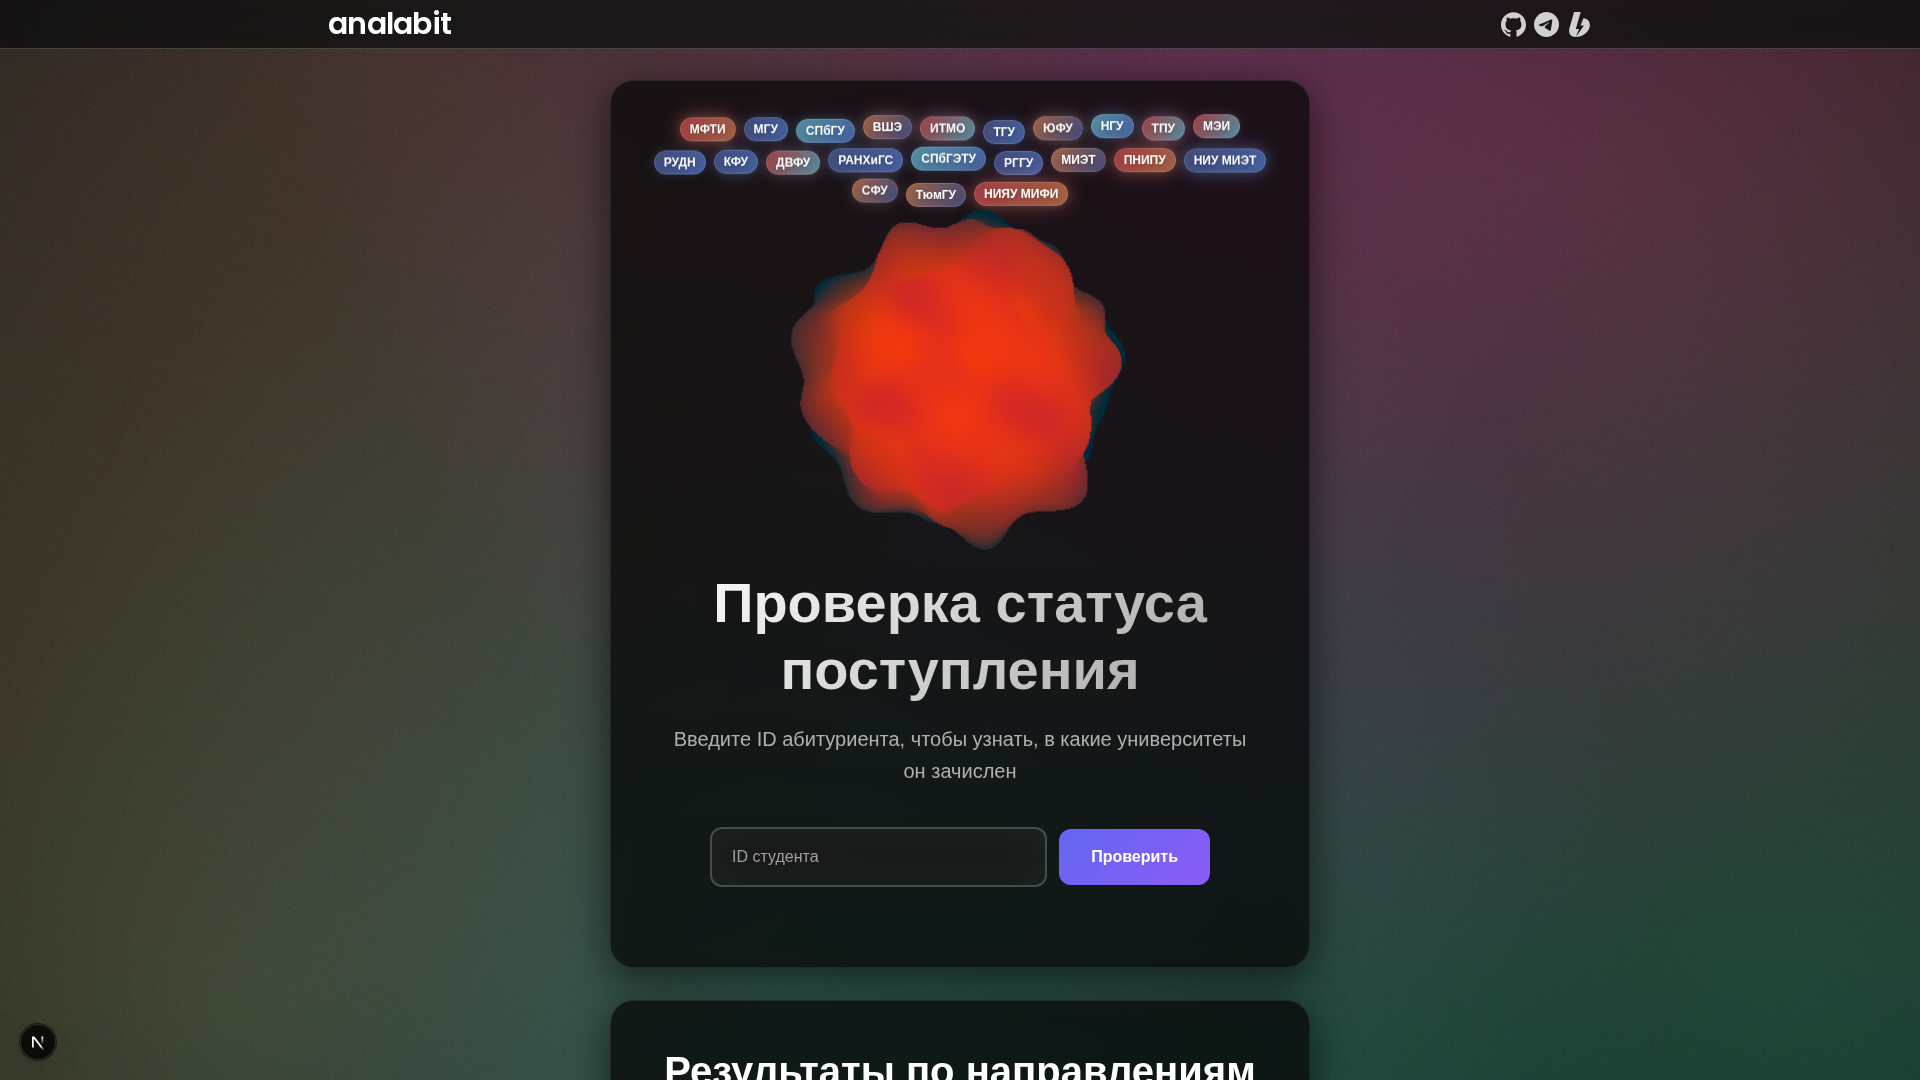 analabit
МФТИ МГУ СПбГУ ВШЭ ИТМО ТГУ ЮФУ НГУ ТПУ МЭИ
РУДН КФУ ДВФУ РАНХиГС СПбГЭТУ РГГУ МИЭТ ПНИПУ НИУ МИЭТ
СФУ ТюмГУ НИЯУ МИФИ
Проверка статуса
поступления
Введите ID абитуриента, чтобы узнать, в какие университеты
он зачислен
ID студента
Проверить
N
Результаты по направлениям